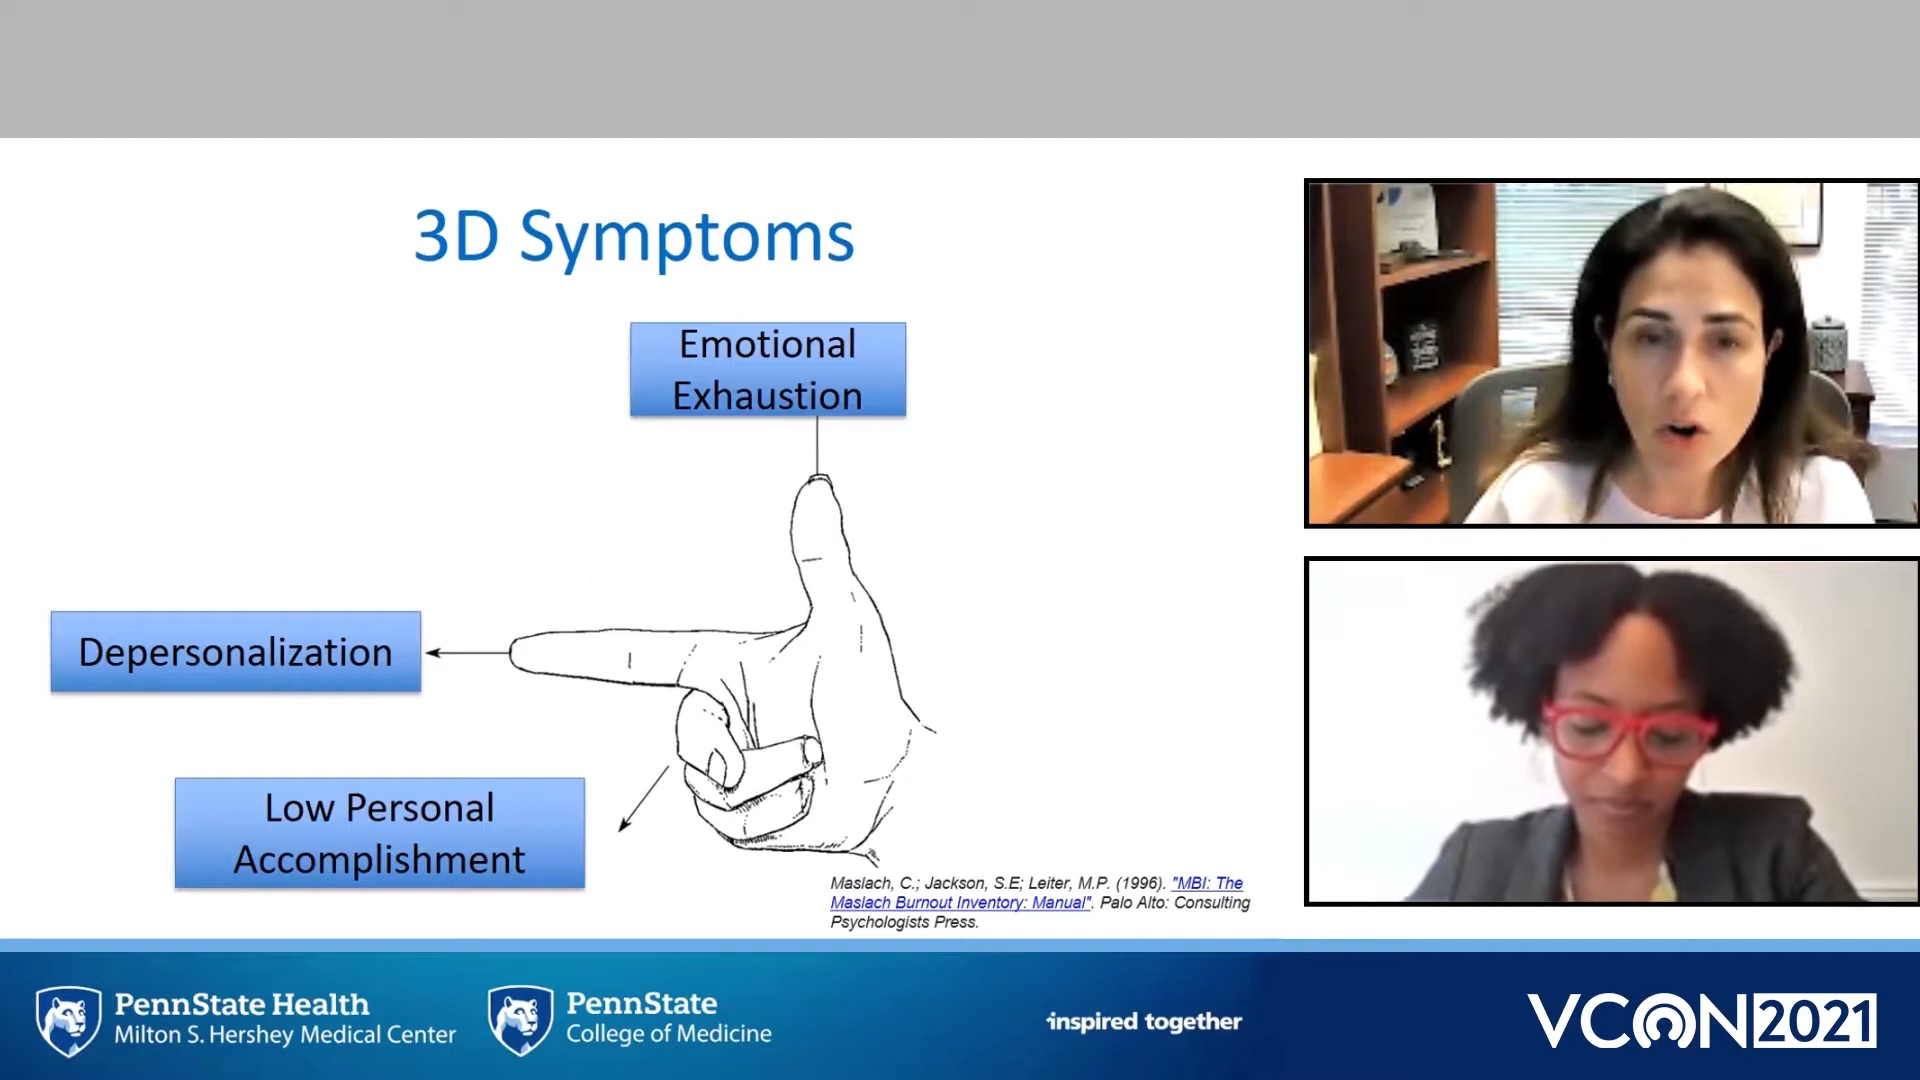 3D Symptoms
Emotional
Exhaustion
Depersonalization
Low Personal
Accomplishment
Maslach, C.; Jackson, S.E; Leiter, M.P. (1996). "MBI: The
Maslach Burnout Inventory: Manual". Palo Alto: Consulting
Psychologists Press.
PennState Health
Milton S. Hershey Medical Center
PennState
College of Medicine
inspired together
VCON2021